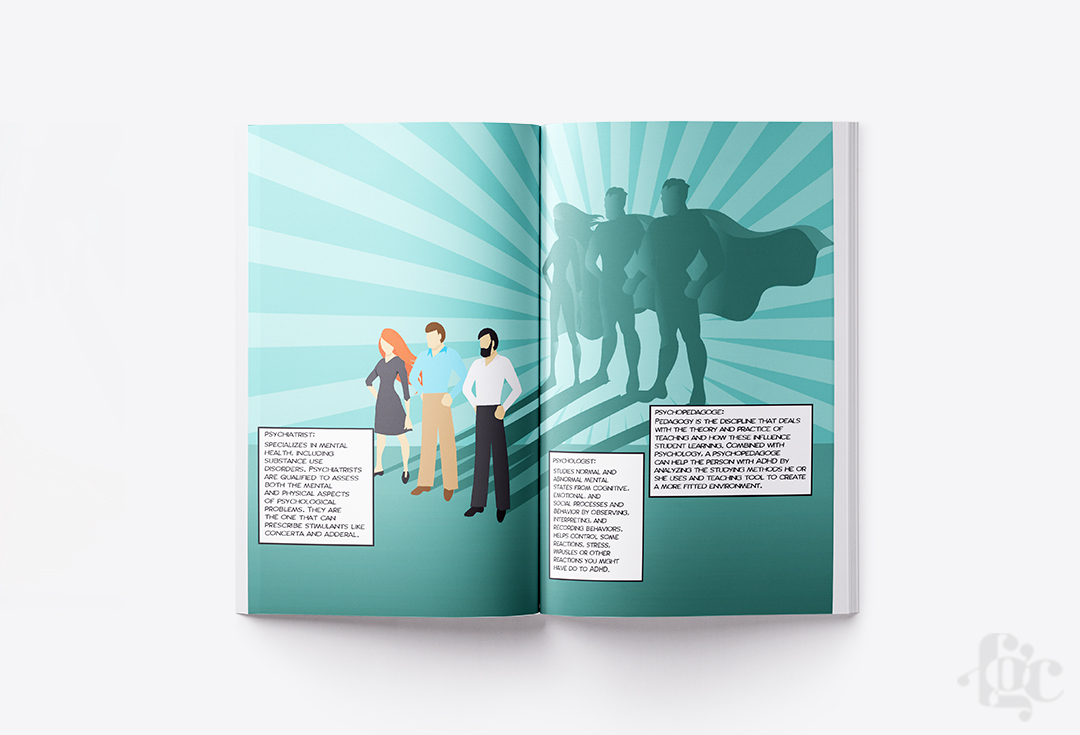 PSYCHIATRIST:
SPECIALIZES IN MENTAL
HEALTH, INCLUDING
SUBSTANCE USE
DISORDERS. PSYCHIATRISTS
ARE QUALIFIED TO ASSESS
BOTH THE MENTAL
AND PHYSICAL ASPECTS
OF PSYCHOLOGICAL
PROBLEMS. THEY ARE
THE ONE THAT CAN
PRESCRIBE STIMULANTS LIKE
CONCERTA AND ADDERAL.
PSYCHOLOGIST:
STUDIES NORMAL AND
ABNORMAL MENTAL
STATES FROM COGNITIVE,
EMOTIONAL, AND
SOCIAL PROCESSES AND
BEHAVIOR BY OBSERVING,
INTERPRETING, AND
RECORDING BEHAVIORS.
HELPS CONTROL SOME
REACTIONS, STRESS,
INPULSES OR OTHER
REACTIONS YOU MIGHT
HAVE DO TO ADHD.
PSYCHOPEDAGOGE:
PEDAGOGY IS THE DISCIPLINE THAT DEALS
WITH THE THEORY AND PRACTICE OF
TEACHING AND HOW THESE INFLUENCE
STUDENT LEARNING. COMBINED WITH
PSYCHOLOGY, A PSYCHOPEDAGOGE
CAN HELP THE PERSON WITH ADHD BY
ANALYZING THE STUDYING METHODS HE OR
SHE USES AND TEACHING TOOL TO CREATE
A MORE FITTED ENVIRONMENT.
fgc